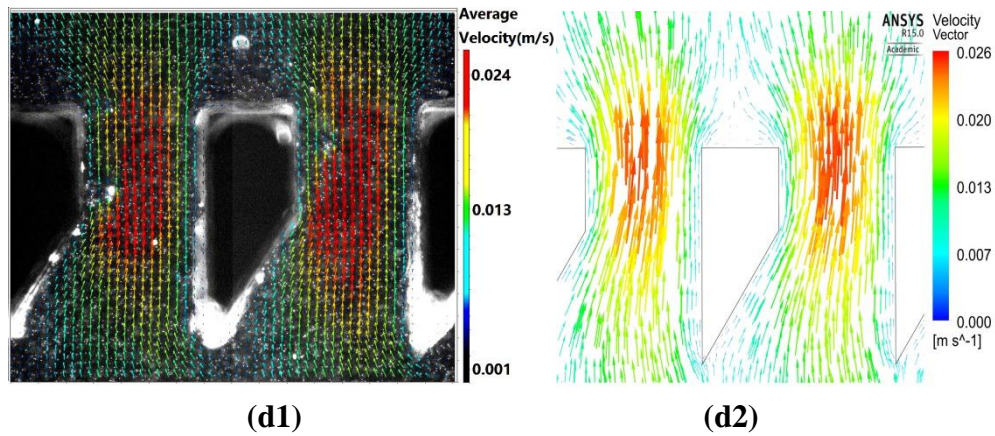 Average
Velocity(m/s)
0.024
0.013
0.001
ANSYS
R15.0
Academic
Velocity
Vector
0.026
0.020
0.013
0.007
0.000
[m s^-1]
(d1)
(d2)